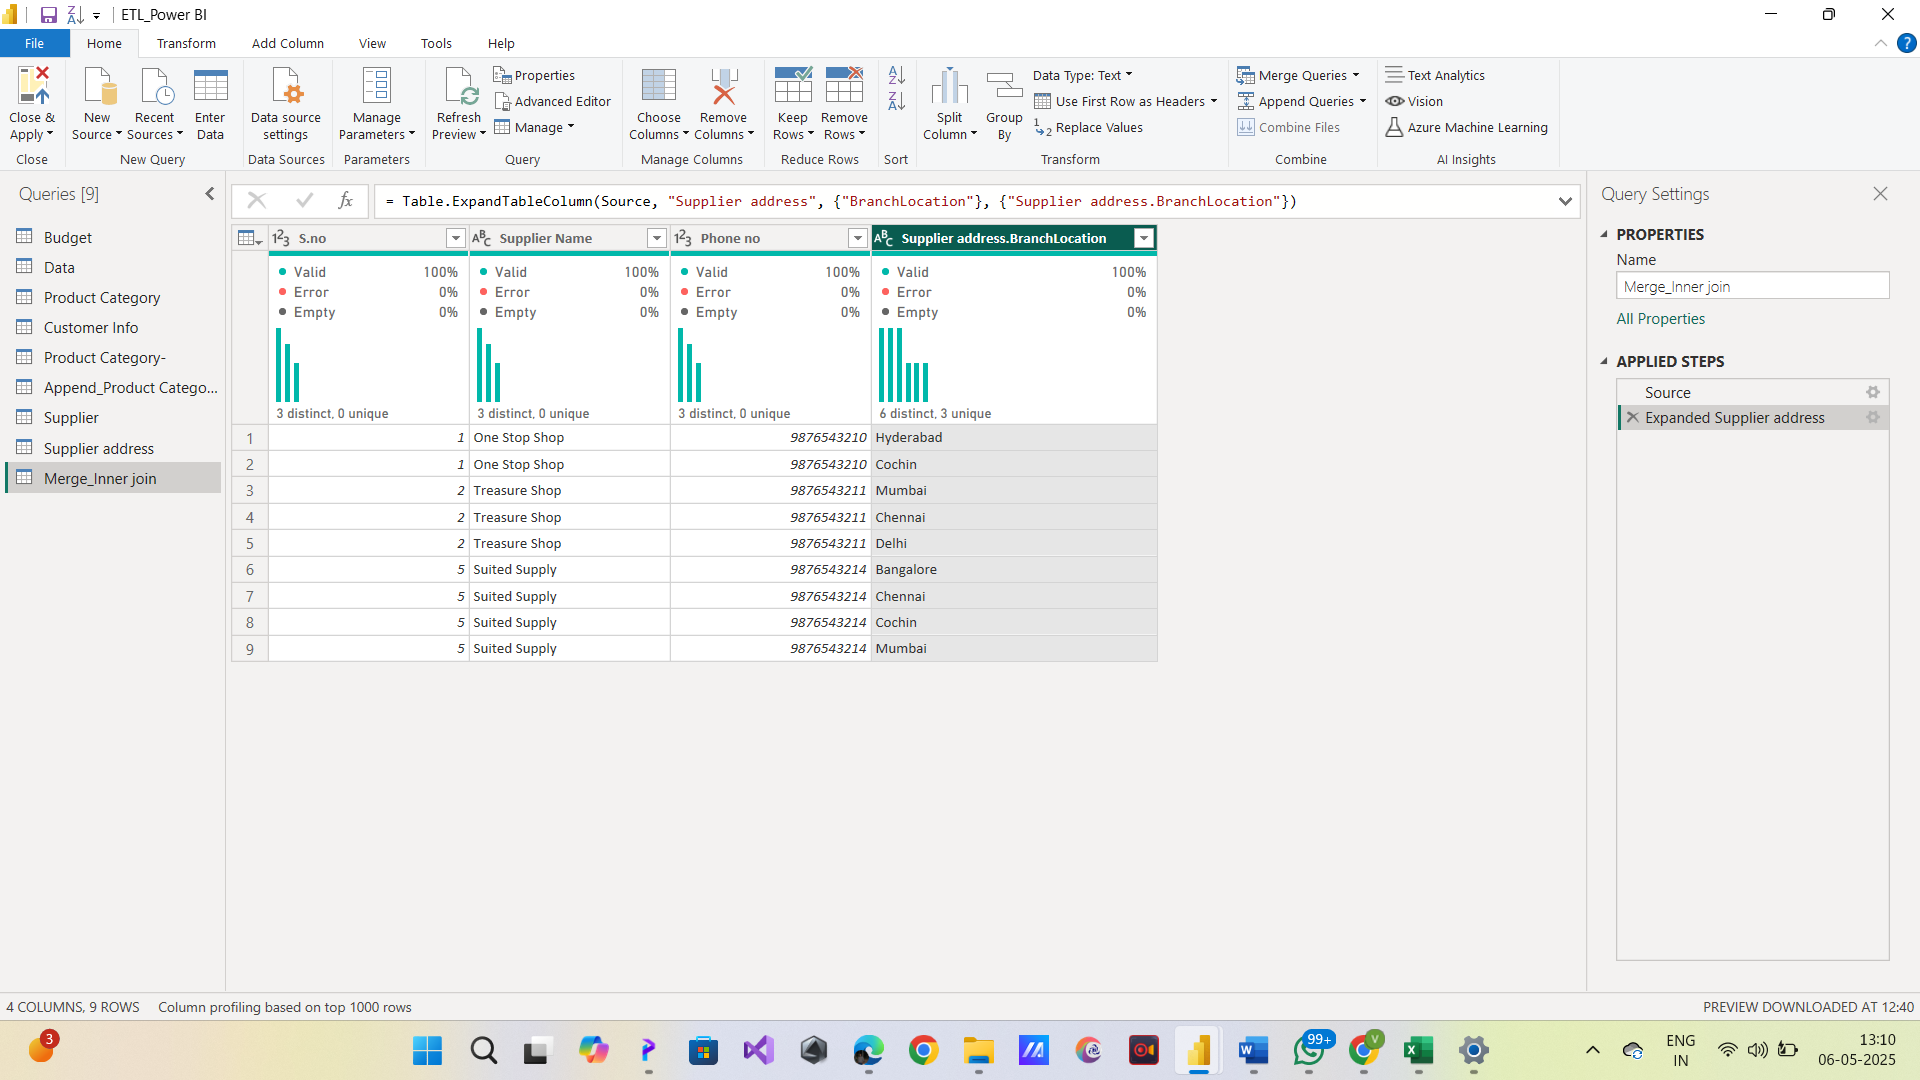 ETL_Power BI
File Home Transform Add Column View Tools Help
Close & Apply
Close
New Source
Recent Sources
Enter Data
New Query
Data source settings
Data Sources
Manage Parameters
Parameters
Refresh Preview
Properties
Advanced Editor
Manage
Query
Choose Columns
Remove Columns
Manage Columns
Keep Rows
Remove Rows
Reduce Rows
Sort
Split Column
Group By
Data Type: Text
Use First Row as Headers
Replace Values
Transform
Merge Queries
Append Queries
Combine Files
Combine
Text Analytics
Vision
Azure Machine Learning
AI Insights
Queries [9]
Budget
Data
Product Category
Customer Info
Product Category-
Append_Product Catego...
Supplier
Supplier address
Merge_Inner join
= Table.ExpandTableColumn(Source, "Supplier address", {"BranchLocation"}, {"Supplier address.BranchLocation"})
S.no Supplier Name Phone no Supplier address.BranchLocation
Valid 100% Valid 100% Valid 100% Valid 100%
Error 0% Error 0% Error 0% Error 0%
Empty 0% Empty 0% Empty 0% Empty 0%
3 distinct, 0 unique 3 distinct, 0 unique 3 distinct, 0 unique 6 distinct, 3 unique
1 1 One Stop Shop 9876543210 Hyderabad
2 1 One Stop Shop 9876543210 Cochin
3 2 Treasure Shop 9876543211 Mumbai
4 2 Treasure Shop 9876543211 Chennai
5 2 Treasure Shop 9876543211 Delhi
6 5 Suited Supply 9876543214 Bangalore
7 5 Suited Supply 9876543214 Chennai
8 5 Suited Supply 9876543214 Cochin
9 5 Suited Supply 9876543214 Mumbai
Query Settings
PROPERTIES
Name
Merge_Inner join
All Properties
APPLIED STEPS
Source
Expanded Supplier address
4 COLUMNS, 9 ROWS Column profiling based on top 1000 rows
PREVIEW DOWNLOADED AT 12:40
3
99+
V
ENG
IN
13:10
06-05-2025